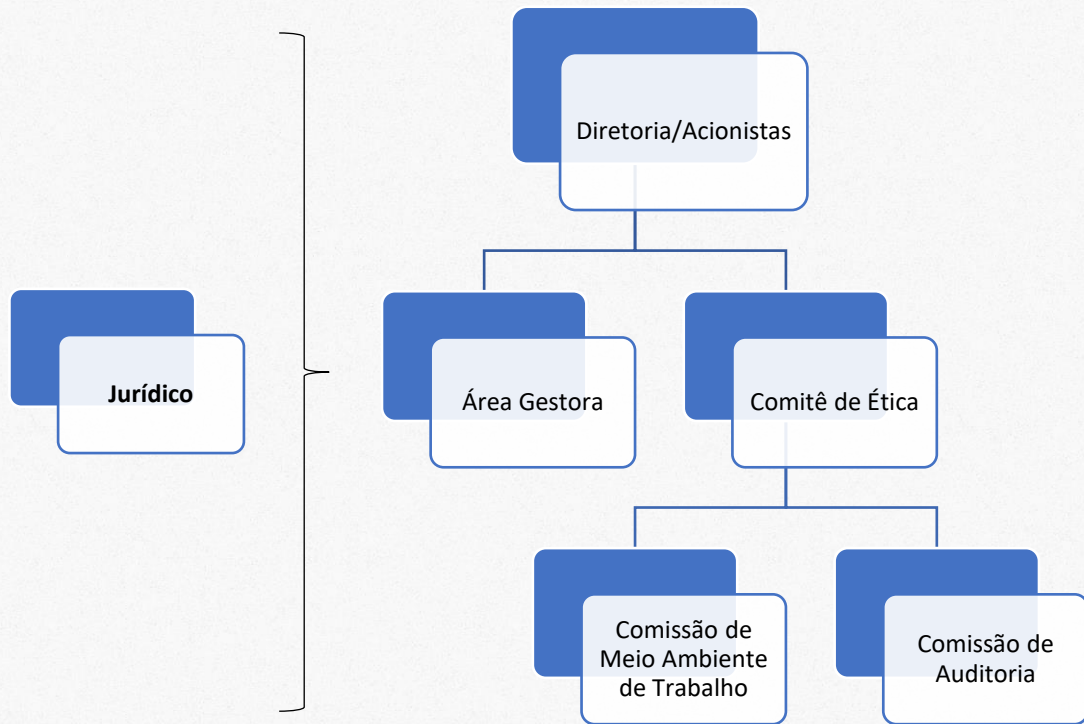 Diretoria/Acionistas
Jurídico
Área Gestora
Comitê de Ética
Comissão de
Meio Ambiente
de Trabalho
Comissão de
Auditoria